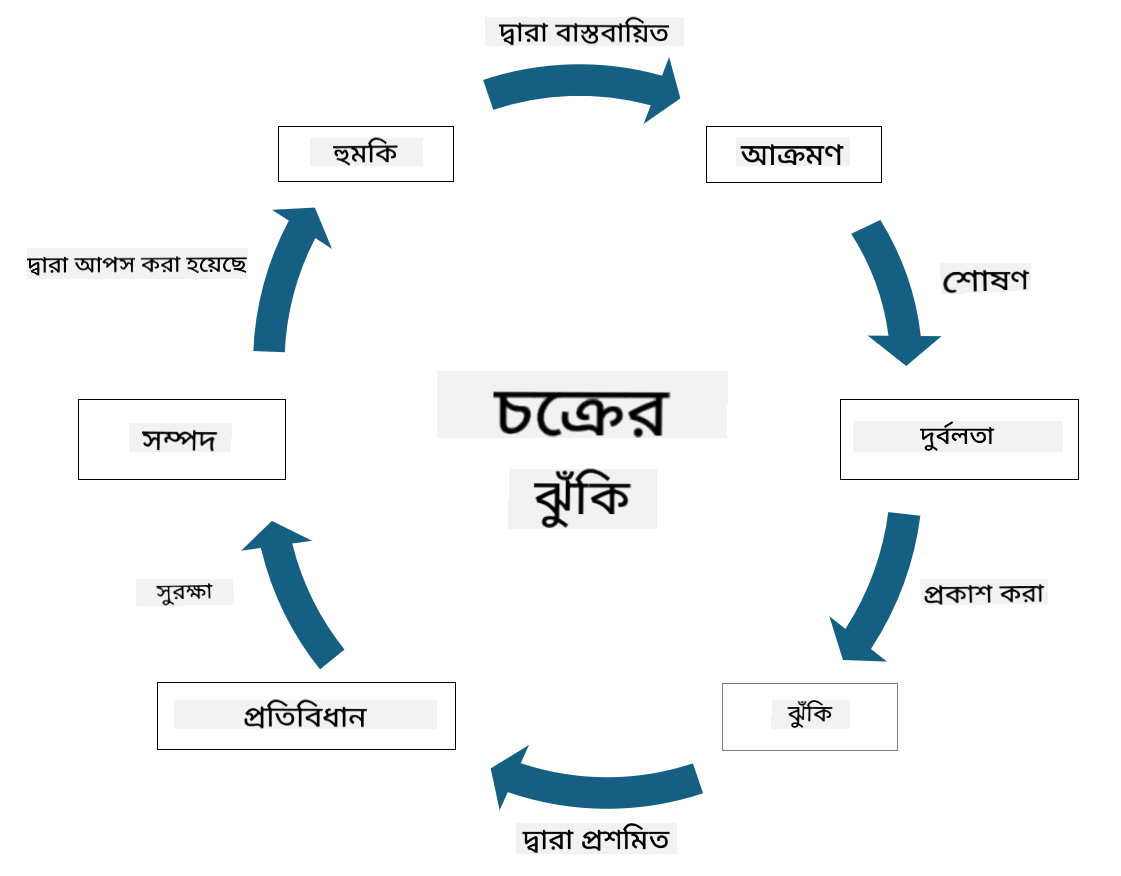 দ্বারা বাস্তবায়িত
হুমকি
আক্রমণ
দ্বারা আপস করা হয়েছে
শোষণ
চক্রের
ঝুঁকি
সম্পদ
দুর্বলতা
সুরক্ষা
প্রকাশ করা
প্রতিবিধান
ঝুঁকি
দ্বারা প্রশমিত